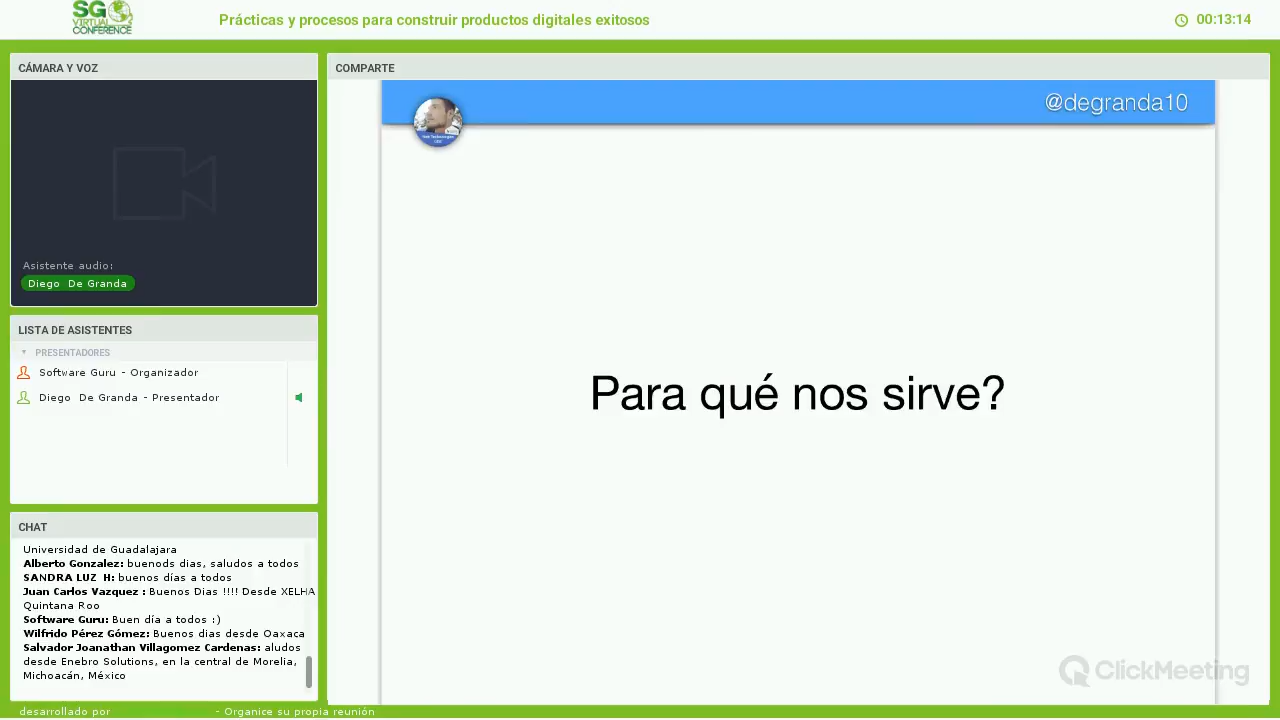 SG
VIRTUAL
CONFERENCE
Prácticas y procesos para construir productos digitales exitosos
00:13:14
CÁMARA Y VOZ
Asistente audio:
Diego De Granda
LISTA DE ASISTENTES
PRESENTADORES
Software Guru - Organizador
Diego De Granda - Presentador
CHAT
Universidad de Guadalajara
Alberto Gonzalez: buenods dias, saludos a todos
SANDRA LUZ H: buenos días a todos
Juan Carlos Vazquez : Buenos Dias !!!! Desde XELHA
Quintana Roo
Software Guru: Buen día a todos :)
Wilfrido Pérez Gómez: Buenos dias desde Oaxaca
Salvador Joanathan Villagomez Cardenas: aludos
desde Enebro Solutions, en la central de Morelia,
Michoacán, México
desarrollado por - Organice su propia reunión
COMPARTE
@degranda10
Para qué nos sirve?
ClickMeeting